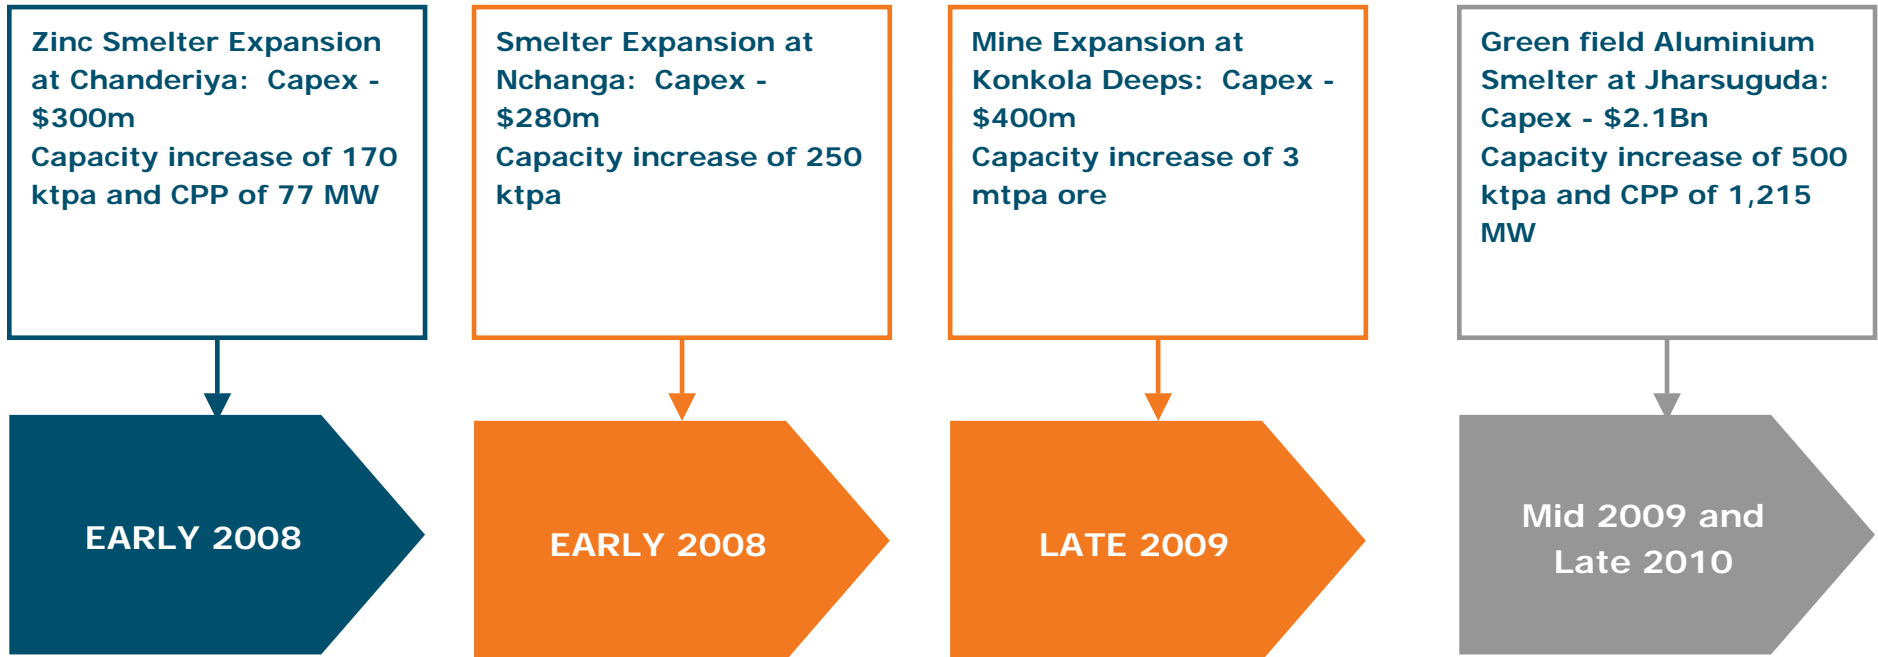 Zinc Smelter Expansion
at Chanderiya:  Capex -
$300m
Capacity increase of 170
ktpa and CPP of 77 MW
Smelter Expansion at
Nchanga:  Capex -
$280m
Capacity increase of 250
ktpa
Mine Expansion at
Konkola Deeps:  Capex -
$400m
Capacity increase of 3
mtpa ore
Green field Aluminium
Smelter at Jharsuguda:
Capex - $2.1Bn
Capacity increase of 500
ktpa and CPP of 1,215
MW
EARLY 2008
EARLY 2008
LATE 2009
Mid 2009 and
Late 2010